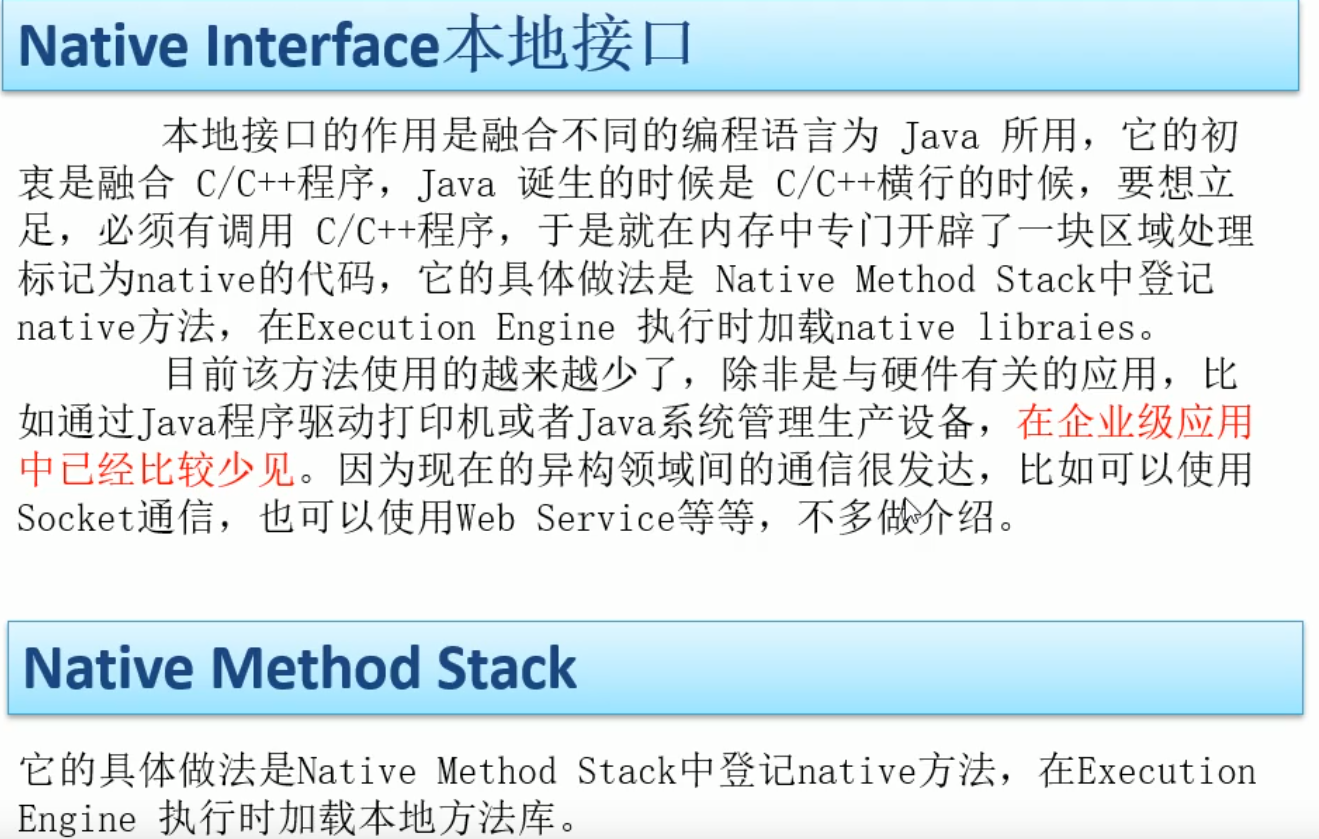 Native Interface本地接口
本地接口的作用是融合不同的编程语言为 Java 所用，它的初
衷是融合 C/C++程序，Java 诞生的时候是 C/C++横行的时候，要想立
足，必须有调用 C/C++程序，于是就在内存中专门开辟了一块区域处理
标记为native的代码，它的具体做法是 Native Method Stack中登记
native方法，在Execution Engine 执行时加载native libraies。
目前该方法使用的越来越少了，除非是与硬件有关的应用，比
如通过Java程序驱动打印机或者Java系统管理生产设备，在企业级应用
中已经比较少见。因为现在的异构领域间的通信很发达，比如可以使用
Socket通信，也可以使用Web Service等等，不多做介绍。
Native Method Stack
它的具体做法是Native Method Stack中登记native方法，在Execution
Engine 执行时加载本地方法库。